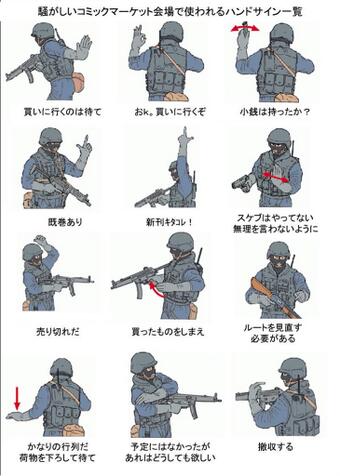 騒がしいコミックマーケット会場で使われるハンドサイン一覧
買いに行くのは待て
おk。買いに行くぞ
小銭は持ったか？
既巻あり
新刊キタコレ！
スケブはやってない
無理を言わないように
売り切れだ
買ったものをしまえ
ルートを見直す
必要がある
かなりの行列だ
荷物を下ろして待て
予定にはなかったが
あれはどうしても欲しい
撤収する